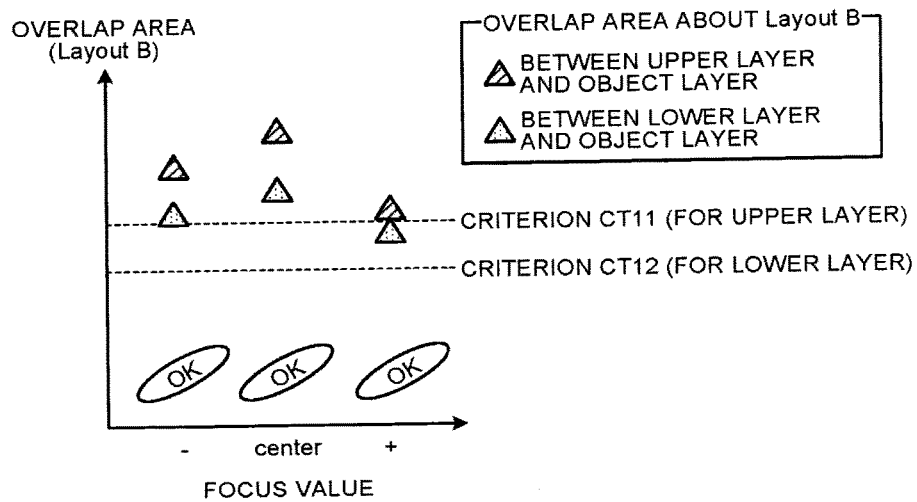 OVERLAP AREA
(Layout B)
OVERLAP AREA ABOUT Layout B
BETWEEN UPPER LAYER
AND OBJECT LAYER
BETWEEN LOWER LAYER
AND OBJECT LAYER
CRITERION CT11 (FOR UPPER LAYER)
CRITERION CT12 (FOR LOWER LAYER)
OK OK OK
- center +
FOCUS VALUE